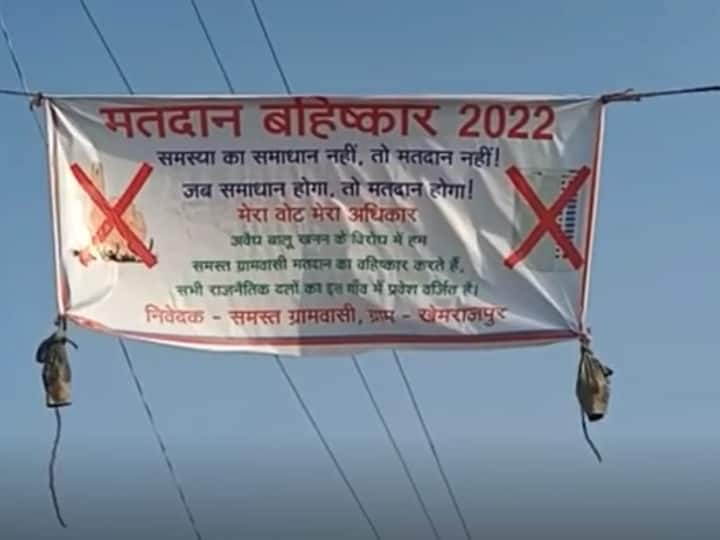 मतदान बहिष्कार 2022
समस्या का समाधान नहीं, तो मतदान नहीं!
जब समाधान होगा, तो मतदान होगा!
मेरा वोट मेरा अधिकार
अवैध बालू खनन के विरोध में हम
समस्त ग्रामवासी मतदान का वहिष्कार करते हैं,
सभी राजनैतिक दलों का इस गाँव में प्रवेश वर्जित है।
निवेदक - समस्त ग्रामवासी, ग्राम - खेमराजपुर